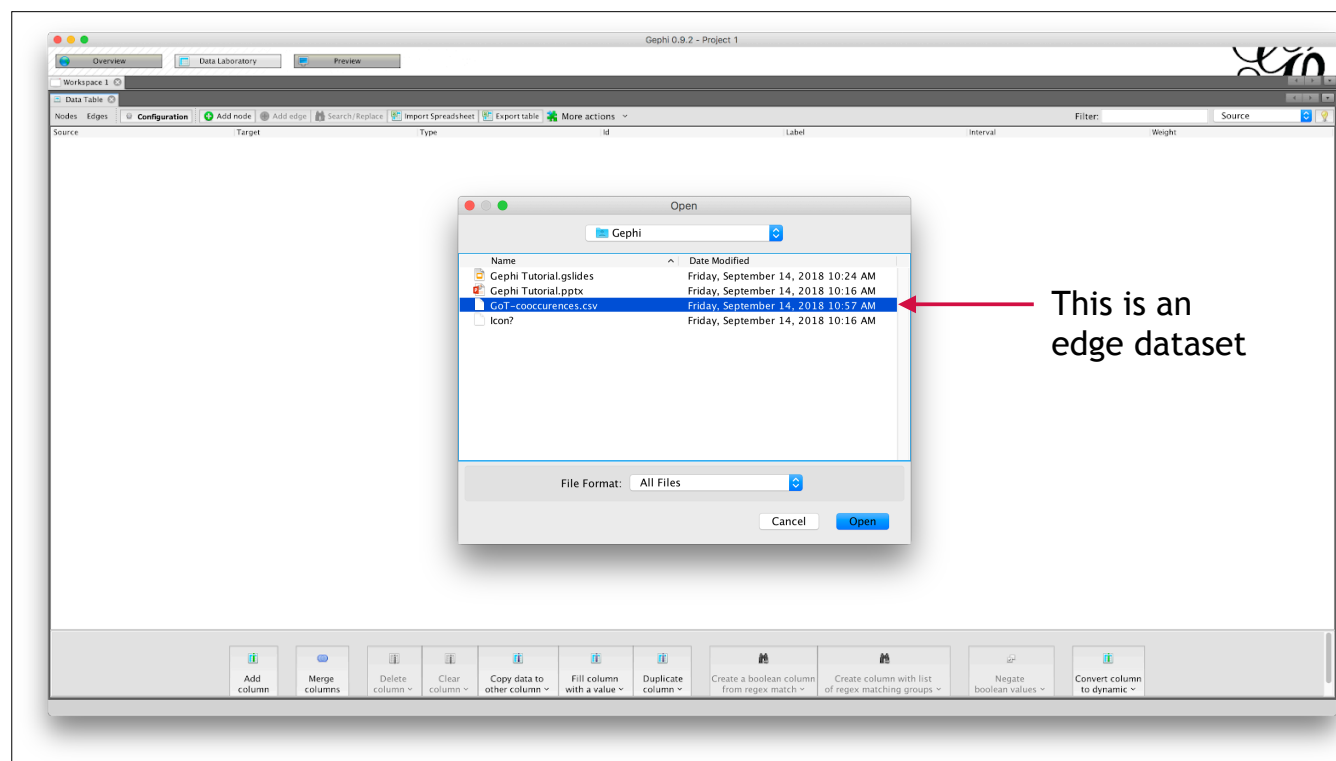 Gephi 0.9.2 - Project 1
Overview Data Laboratory Preview
Workspace 1
Data Table
Nodes Edges Configuration Add node Add edge Search/Replace Import Spreadsheet Export table More actions Filter: Source
Source Target Type Id Label Interval Weight
Open
Gephi
Name Date Modified
Gephi Tutorial.gslides Friday, September 14, 2018 10:24 AM
Gephi Tutorial.pptx Friday, September 14, 2018 10:16 AM
GoT-cooccurences.csv Friday, September 14, 2018 10:57 AM
Icon? Friday, September 14, 2018 10:16 AM
This is an
edge dataset
File Format: All Files
Cancel Open
Add Merge Delete Clear Copy data to Fill column Duplicate Create a boolean column Create column with list Negate Convert column
column columns column column other column with a value column from regex match of regex matching groups boolean values to dynamic